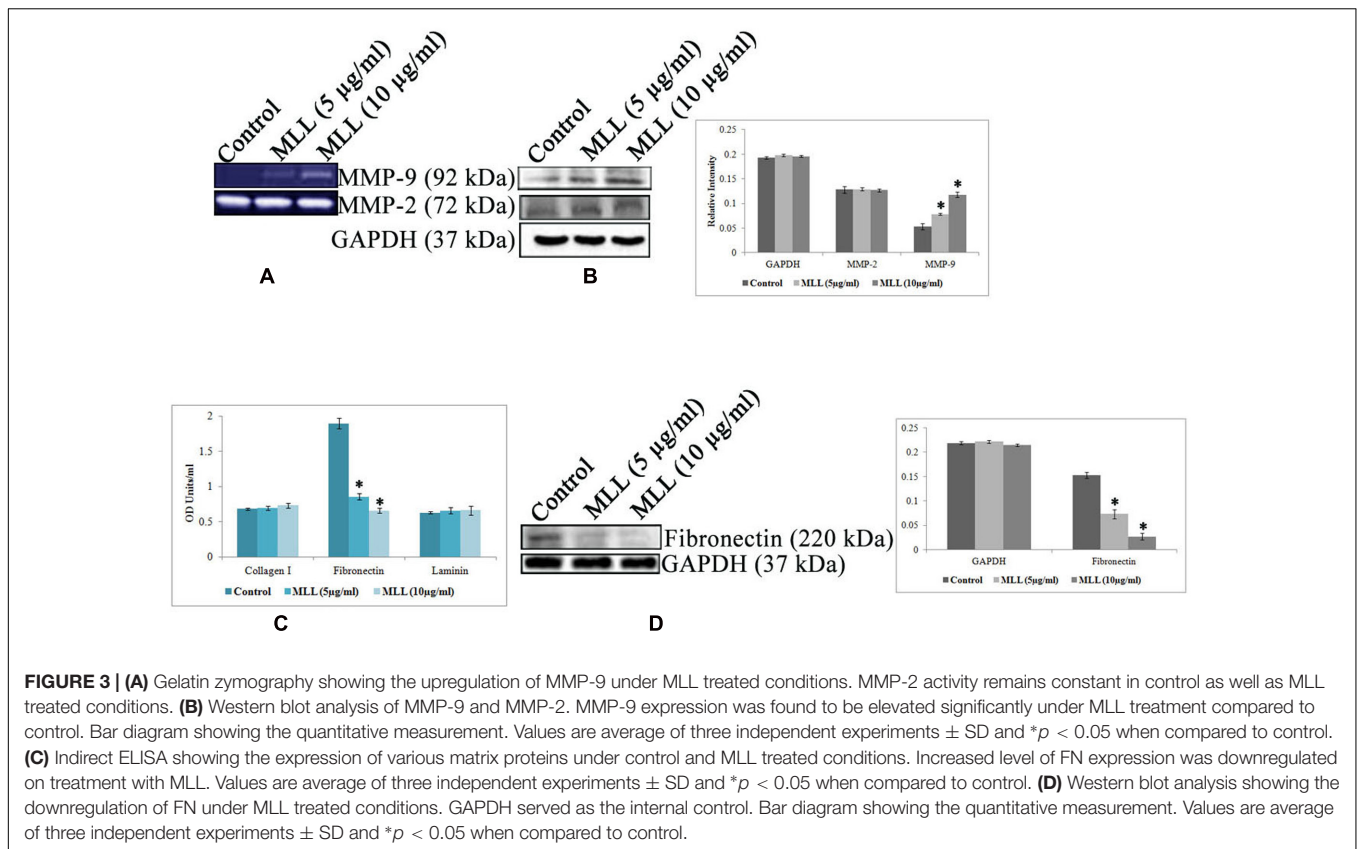 Control
MLL (5 µg/ml)
MLL (10 µg/ml)
MMP-9 (92 kDa)
MMP-2 (72 kDa)
GAPDH (37 kDa)
A
Control
MLL (5 µg/ml)
MLL (10 µg/ml)
B
0.25
0.2
0.15
0.1
0.05
0
Relative Intensity
* *
GAPDH MMP-2 MMP-9
Control MLL (5µg/ml) MLL (10µg/ml)
2
1.5
1
0.5
0
OD Units/ml
* *
Collagen I Fibronectin Laminin
Control MLL (5µg/ml) MLL (10µg/ml)
C
Control
MLL (5 µg/ml)
MLL (10 µg/ml)
Fibronectin (220 kDa)
GAPDH (37 kDa)
D
0.25
0.2
0.15
0.1
0.05
0
* *
GAPDH Fibronectin
Control MLL (5µg/ml) MLL (10µg/ml)
FIGURE 3 | (A) Gelatin zymography showing the upregulation of MMP-9 under MLL treated conditions. MMP-2 activity remains constant in control as well as MLL
treated conditions. (B) Western blot analysis of MMP-9 and MMP-2. MMP-9 expression was found to be elevated significantly under MLL treatment compared to
control. Bar diagram showing the quantitative measurement. Values are average of three independent experiments ± SD and *p < 0.05 when compared to control.
(C) Indirect ELISA showing the expression of various matrix proteins under control and MLL treated conditions. Increased level of FN expression was downregulated
on treatment with MLL. Values are average of three independent experiments ± SD and *p < 0.05 when compared to control. (D) Western blot analysis showing the
downregulation of FN under MLL treated conditions. GAPDH served as the internal control. Bar diagram showing the quantitative measurement. Values are average
of three independent experiments ± SD and *p < 0.05 when compared to control.